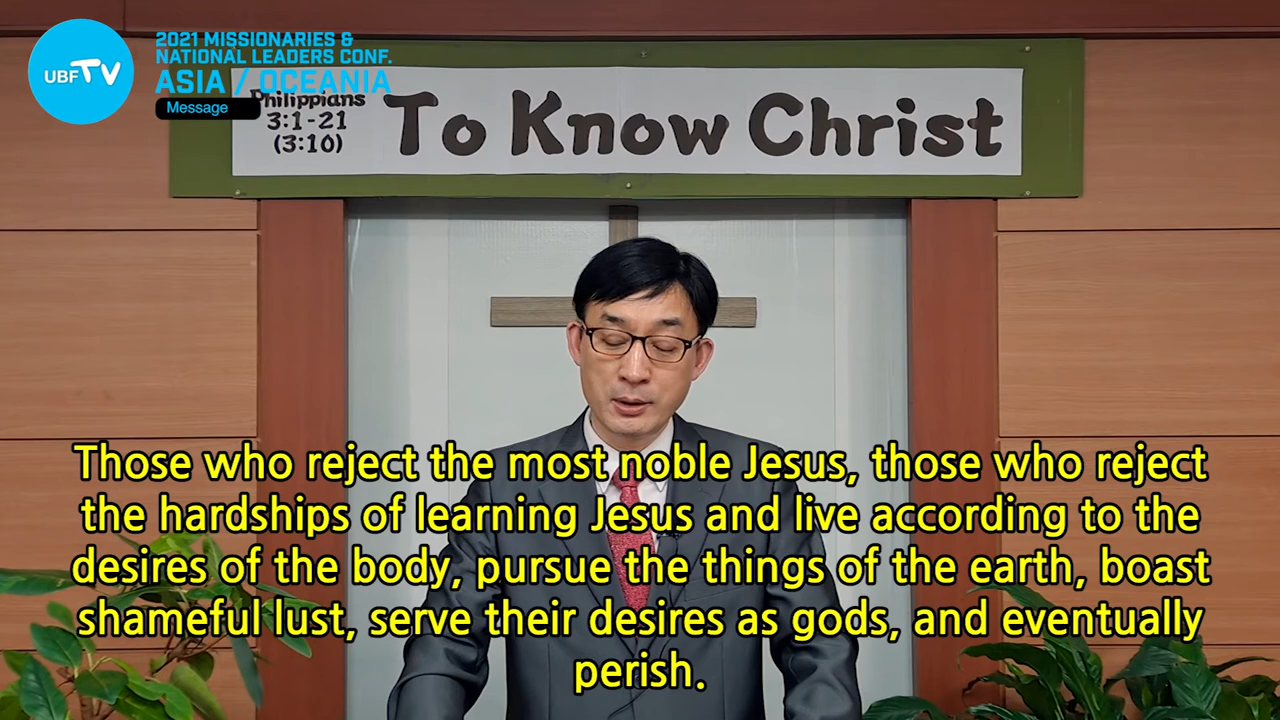 UBFTV
2021 MISSIONARIES &
NATIONAL LEADERS CONF.
ASIA / OCEANIA
Message
Philippians
3:1-21
(3:10)
To Know Christ
Those who reject the most noble Jesus, those who reject
the hardships of learning Jesus and live according to the
desires of the body, pursue the things of the earth, boast
shameful lust, serve their desires as gods, and eventually
perish.